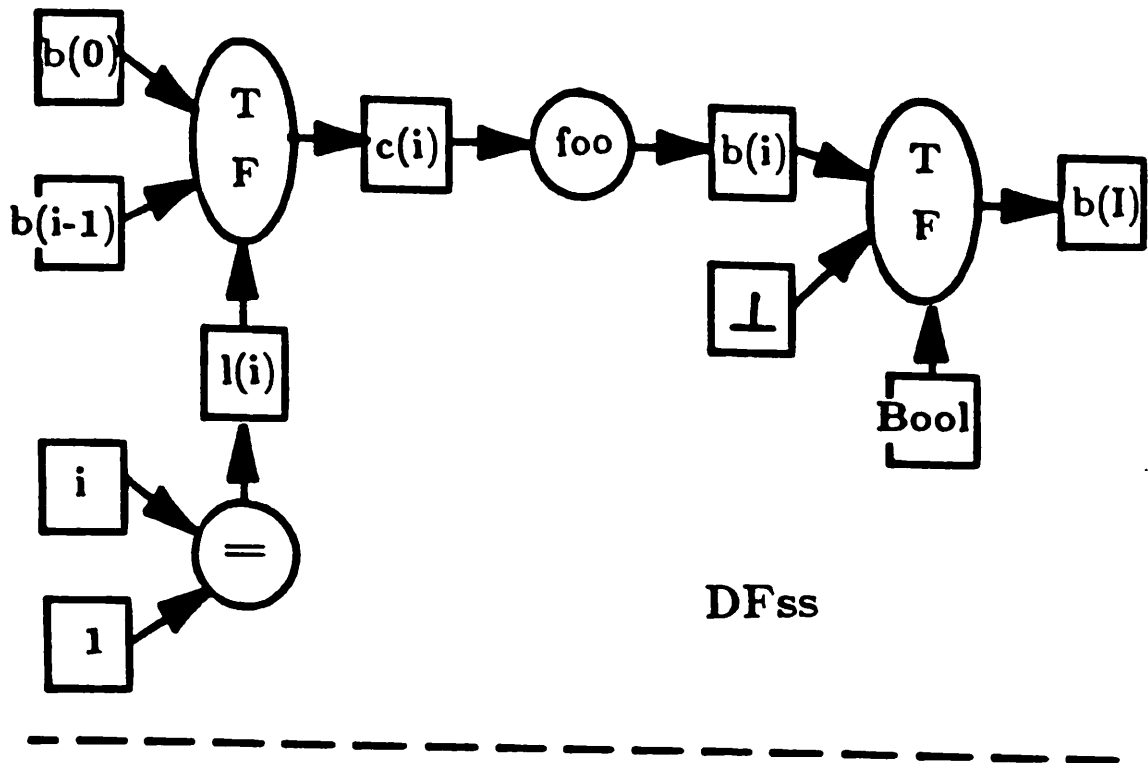 b(0)
T
F
b(i-1)
c(i)
foo
b(i)
T
F
b(I)
⊥
l(i)
Bool
i
=
1
DFss